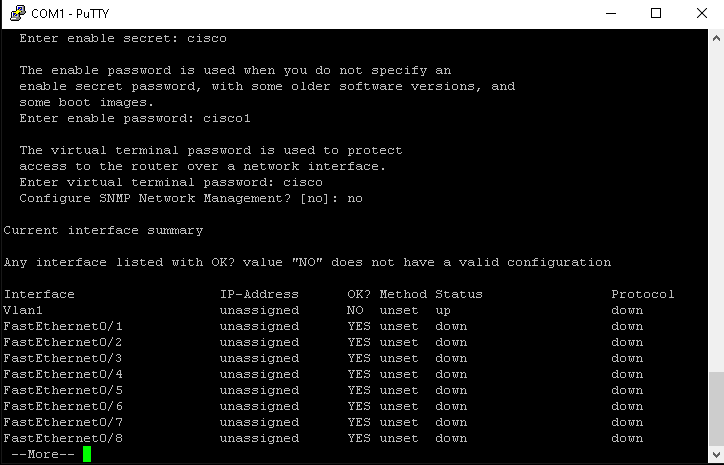 COM1 - PuTTY
Enter enable secret: cisco
The enable password is used when you do not specify an
enable secret password, with some older software versions, and
some boot images.
Enter enable password: cisco1
The virtual terminal password is used to protect
access to the router over a network interface.
Enter virtual terminal password: cisco
Configure SNMP Network Management? [no]: no
Current interface summary
Any interface listed with OK? value "NO" does not have a valid configuration
Interface IP-Address OK? Method Status Protocol
Vlan1 unassigned NO unset up down
FastEthernet0/1 unassigned YES unset down down
FastEthernet0/2 unassigned YES unset down down
FastEthernet0/3 unassigned YES unset down down
FastEthernet0/4 unassigned YES unset down down
FastEthernet0/5 unassigned YES unset down down
FastEthernet0/6 unassigned YES unset down down
FastEthernet0/7 unassigned YES unset down down
FastEthernet0/8 unassigned YES unset down down
--More--